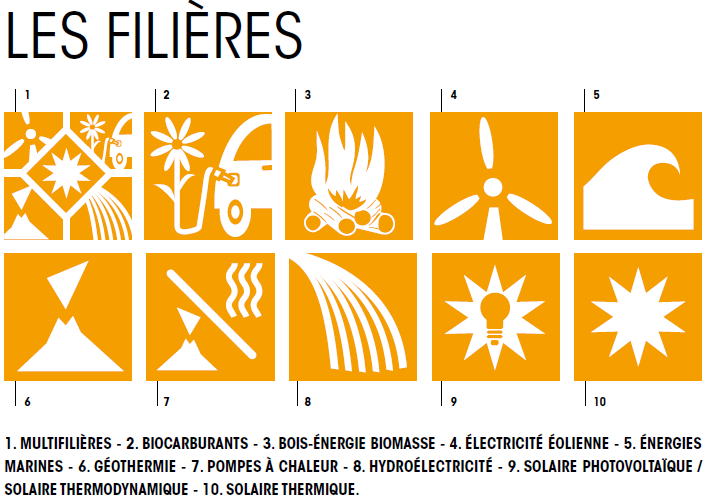 LES FILIÈRES
1 2 3 4 5
6 7 8 9 10
1. MULTIFILIÈRES - 2. BIOCARBURANTS - 3. BOIS-ÉNERGIE BIOMASSE - 4. ÉLECTRICITÉ ÉOLIENNE - 5. ÉNERGIES
MARINES - 6. GÉOTHERMIE - 7. POMPES À CHALEUR - 8. HYDROÉLECTRICITÉ - 9. SOLAIRE PHOTOVOLTAÏQUE /
SOLAIRE THERMODYNAMIQUE - 10. SOLAIRE THERMIQUE.